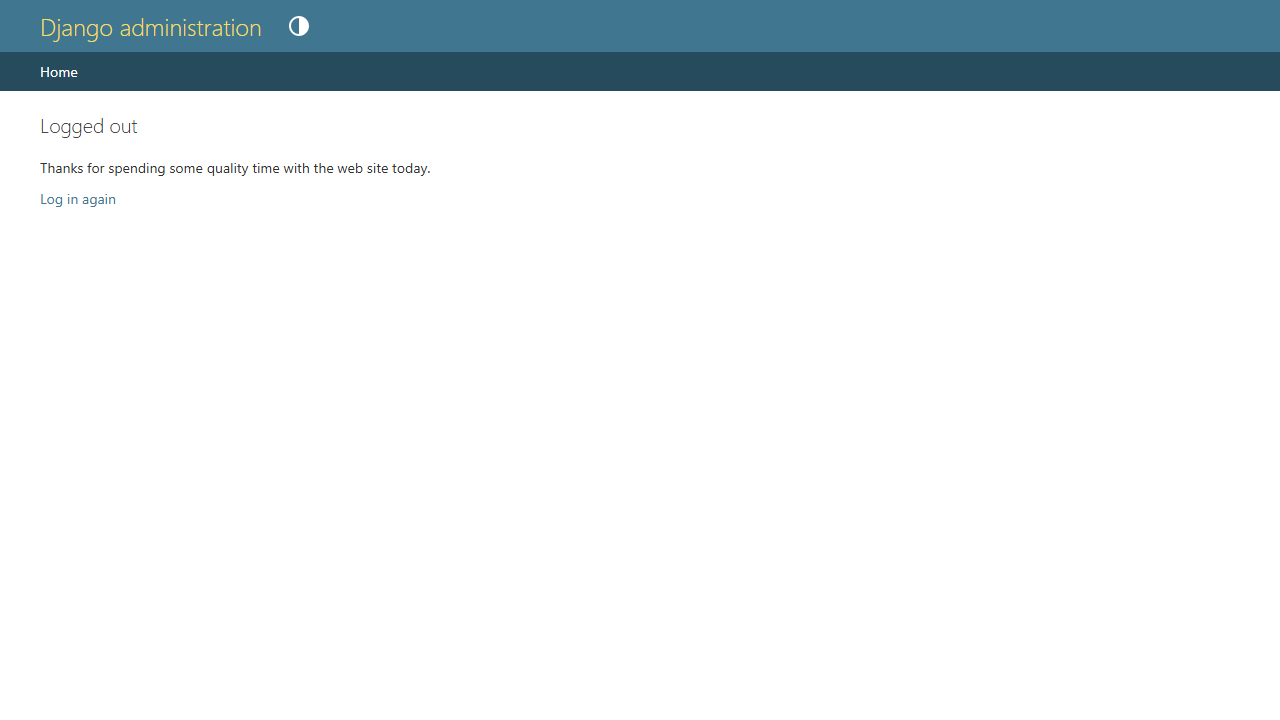 Django administration
Home
Logged out
Thanks for spending some quality time with the web site today.
Log in again